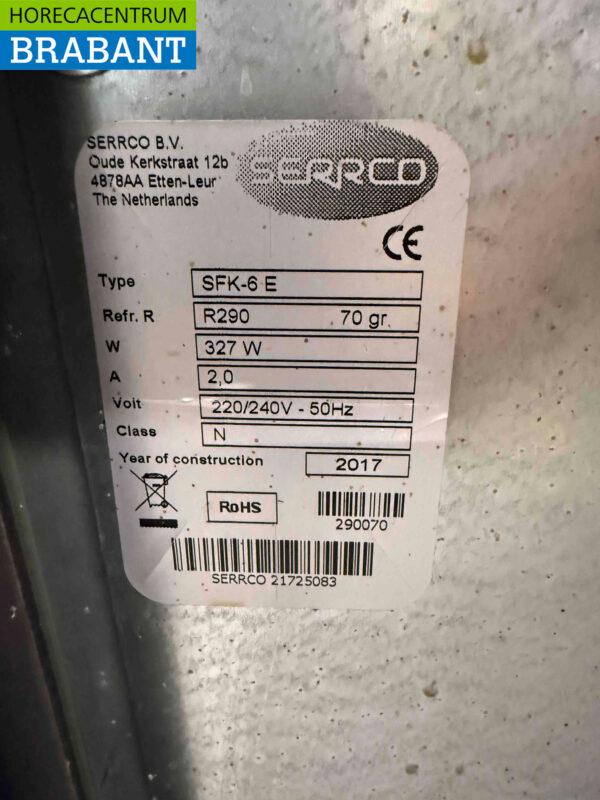 HORECACENTRUM
BRABANT
SERRCO B.V.
Oude Kerkstraat 12b
4878AA Etten-Leur
The Netherlands
SERRCO
CE
Type SFK-6 E
Refr. R R290 70 gr.
W 327 W
A 2,0
Volt 220/240V - 50Hz
Class N
Year of construction 2017
RoHS
290070
SERRCO 21725083